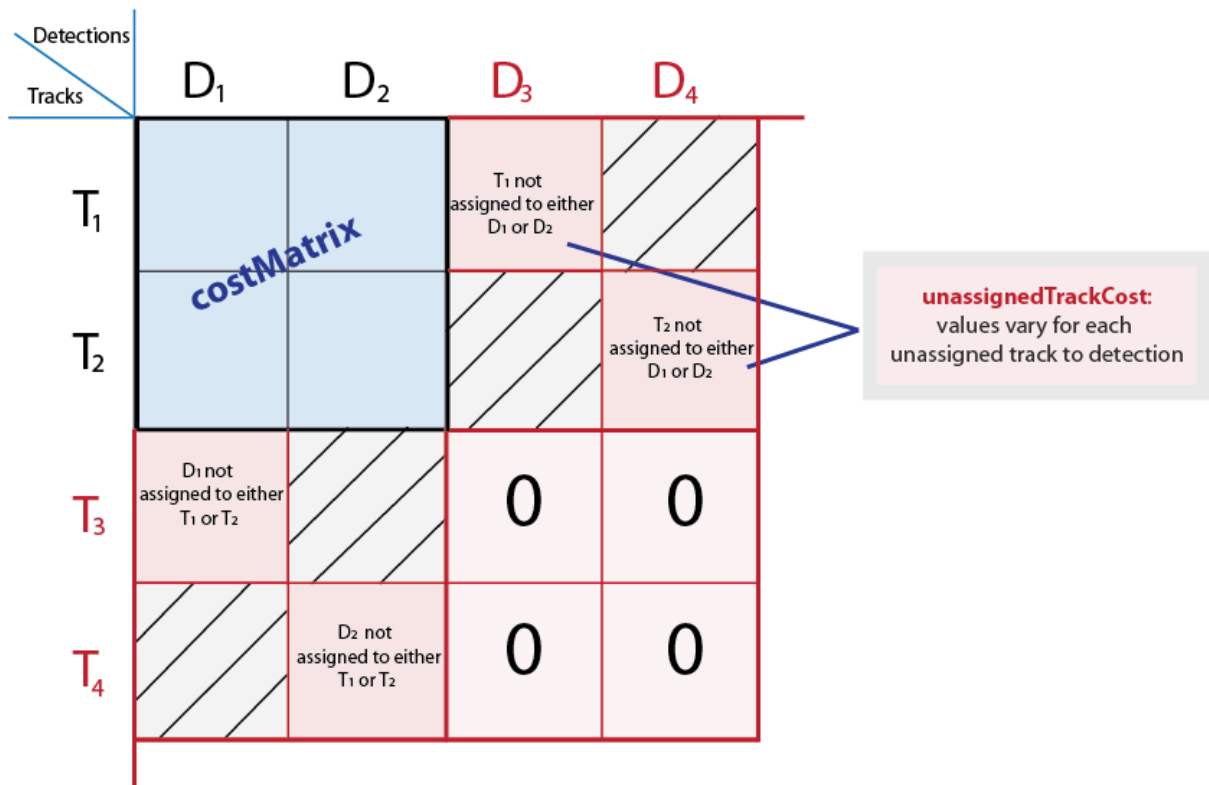 Detections
Tracks
D₁ D₂ D₃ D₄
T₁
T₁ not
assigned to either
D₁ or D₂
costMatrix
unassignedTrackCost:
values vary for each
unassigned track to detection
T₂
T₂ not
assigned to either
D₁ or D₂
T₃
D₁ not
assigned to either
T₁ or T₂
0 0
T₄
D₂ not
assigned to either
T₁ or T₂
0 0